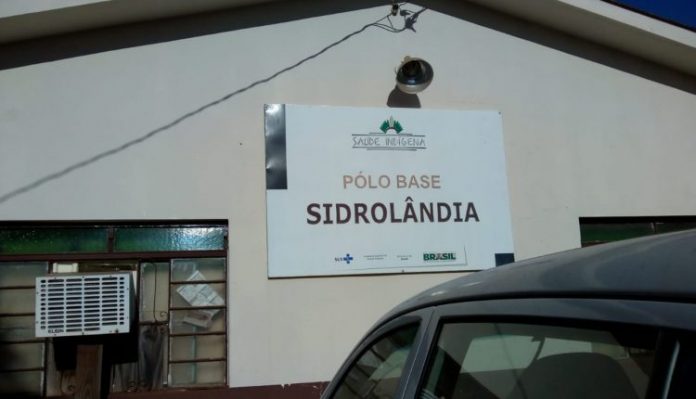 SAÚDE INDÍGENA
PÓLO BASE
SIDROLÂNDIA
SUS
BRASIL